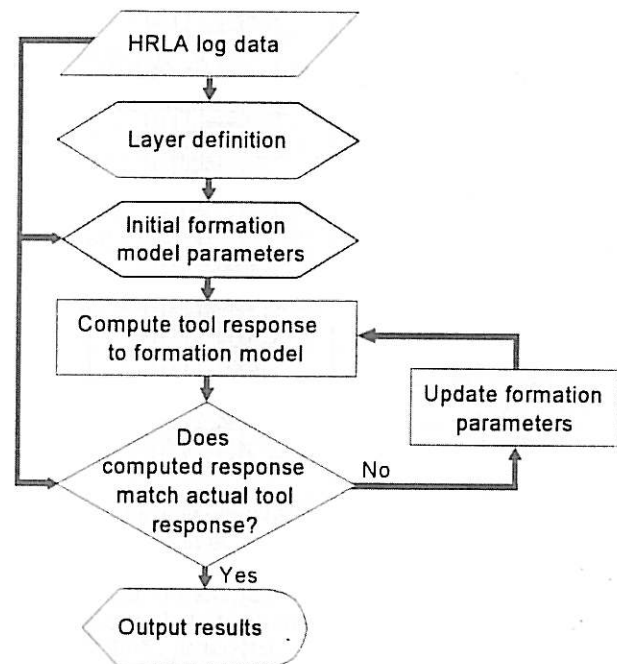 HRLA log data
Layer definition
Initial formation
model parameters
Compute tool response
to formation model
Update formation
parameters
Does
computed response
match actual tool
response?
No
Yes
Output results